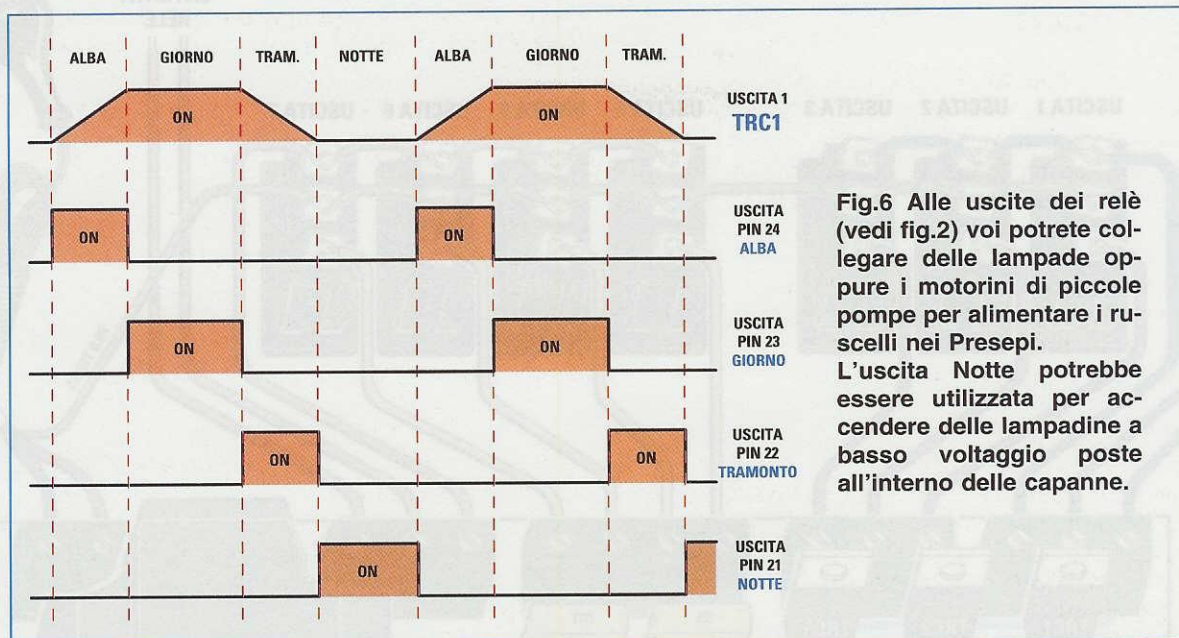 ALBA GIORNO TRAM. NOTTE ALBA GIORNO TRAM.
ON ON
USCITA 1
TRC1
ON ON
USCITA
PIN 24
ALBA
ON ON
USCITA
PIN 23
GIORNO
ON ON
USCITA
PIN 22
TRAMONTO
ON
USCITA
PIN 21
NOTTE
Fig.6 Alle uscite dei relè
(vedi fig.2) voi potrete col-
legare delle lampade op-
pure i motorini di piccole
pompe per alimentare i ru-
scelli nei Presepi.
L'uscita Notte potrebbe
essere utilizzata per ac-
cendere delle lampadine a
basso voltaggio poste
all'interno delle capanne.